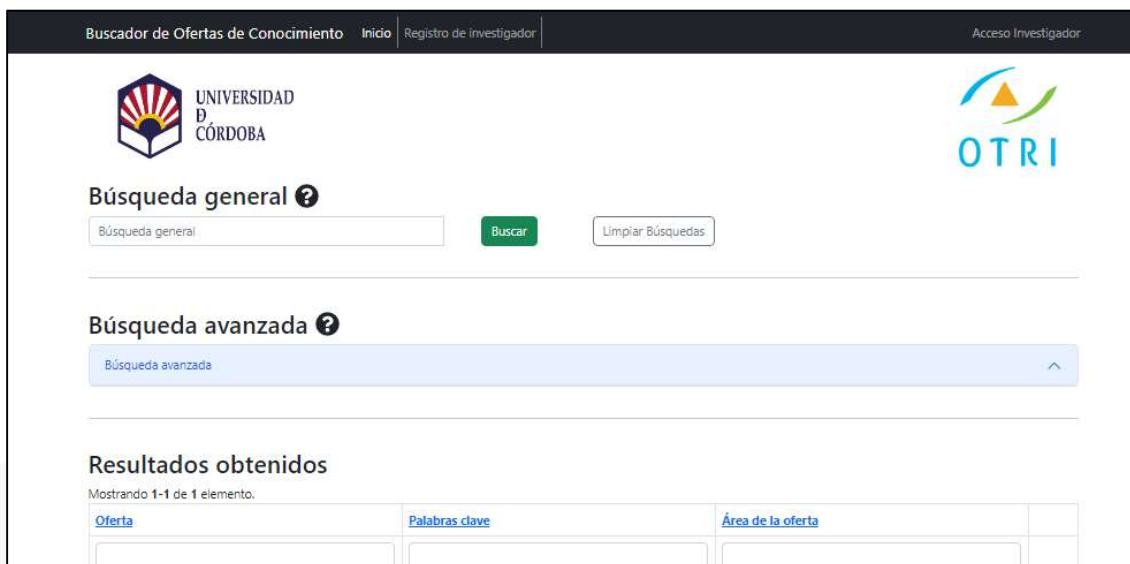 Buscador de Ofertas de Conocimiento Inicio Registro de investigador Acceso Investigador
UNIVERSIDAD
Ð
CÓRDOBA
OTRI
Búsqueda general ?
Búsqueda general Buscar Limpiar Búsquedas
Búsqueda avanzada ?
Búsqueda avanzada
Resultados obtenidos
Mostrando 1-1 de 1 elemento.
Oferta Palabras clave Área de la oferta